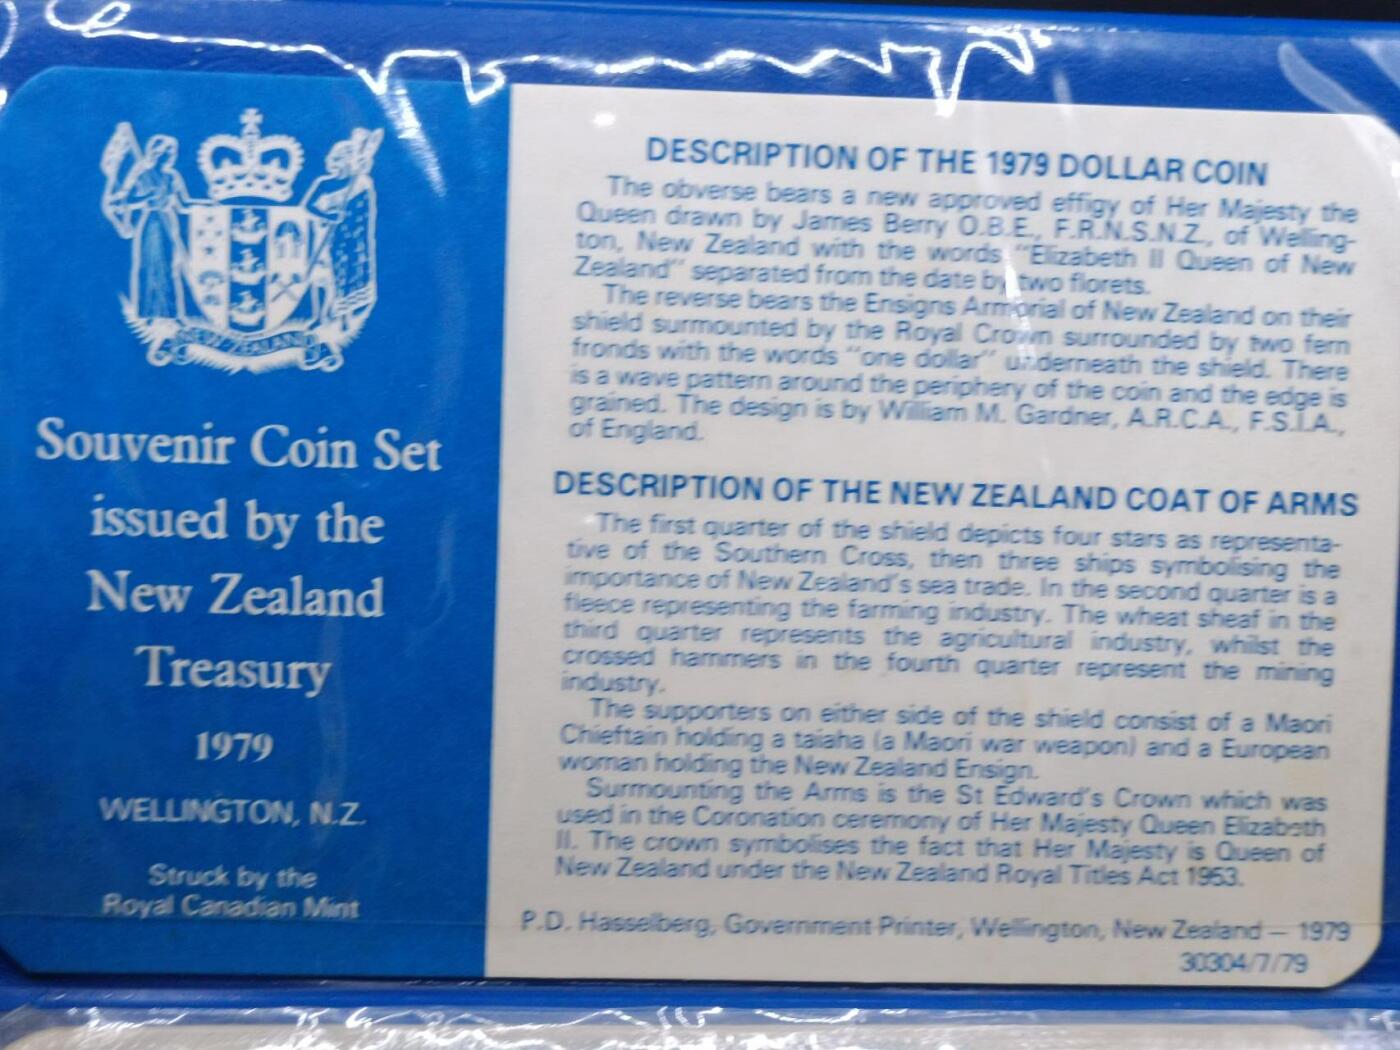 NEW ZEALAND
Souvenir Coin Set
issued by the
New Zealand
Treasury
1979
WELLINGTON, N.Z.
Struck by the
Royal Canadian Mint
DESCRIPTION OF THE 1979 DOLLAR COIN
The obverse bears a new approved effigy of Her Majesty the
Queen drawn by James Berry O.B.E., F.R.N.S.N.Z., of Welling-
ton, New Zealand with the words "Elizabeth II Queen of New
Zealand" separated from the date by two florets.
The reverse bears the Ensigns Armorial of New Zealand on their
shield surmounted by the Royal Crown surrounded by two fern
fronds with the words "one dollar" underneath the shield. There
is a wave pattern around the periphery of the coin and the edge is
grained. The design is by William M. Gardner, A.R.C.A., F.S.I.A.,
of England.
DESCRIPTION OF THE NEW ZEALAND COAT OF ARMS
The first quarter of the shield depicts four stars as representa-
tive of the Southern Cross, then three ships symbolising the
importance of New Zealand's sea trade. In the second quarter is a
fleece representing the farming industry. The wheat sheaf in the
third quarter represents the agricultural industry, whilst the
crossed hammers in the fourth quarter represent the mining
industry.
The supporters on either side of the shield consist of a Maori
Chieftain holding a taiaha (a Maori war weapon) and a European
woman holding the New Zealand Ensign.
Surmounting the Arms is the St Edward's Crown which was
used in the Coronation ceremony of Her Majesty Queen Elizabeth
II. The crown symbolises the fact that Her Majesty is Queen of
New Zealand under the New Zealand Royal Titles Act 1953.
P.D. Hasselberg, Government Printer, Wellington, New Zealand — 1979
30304/7/79